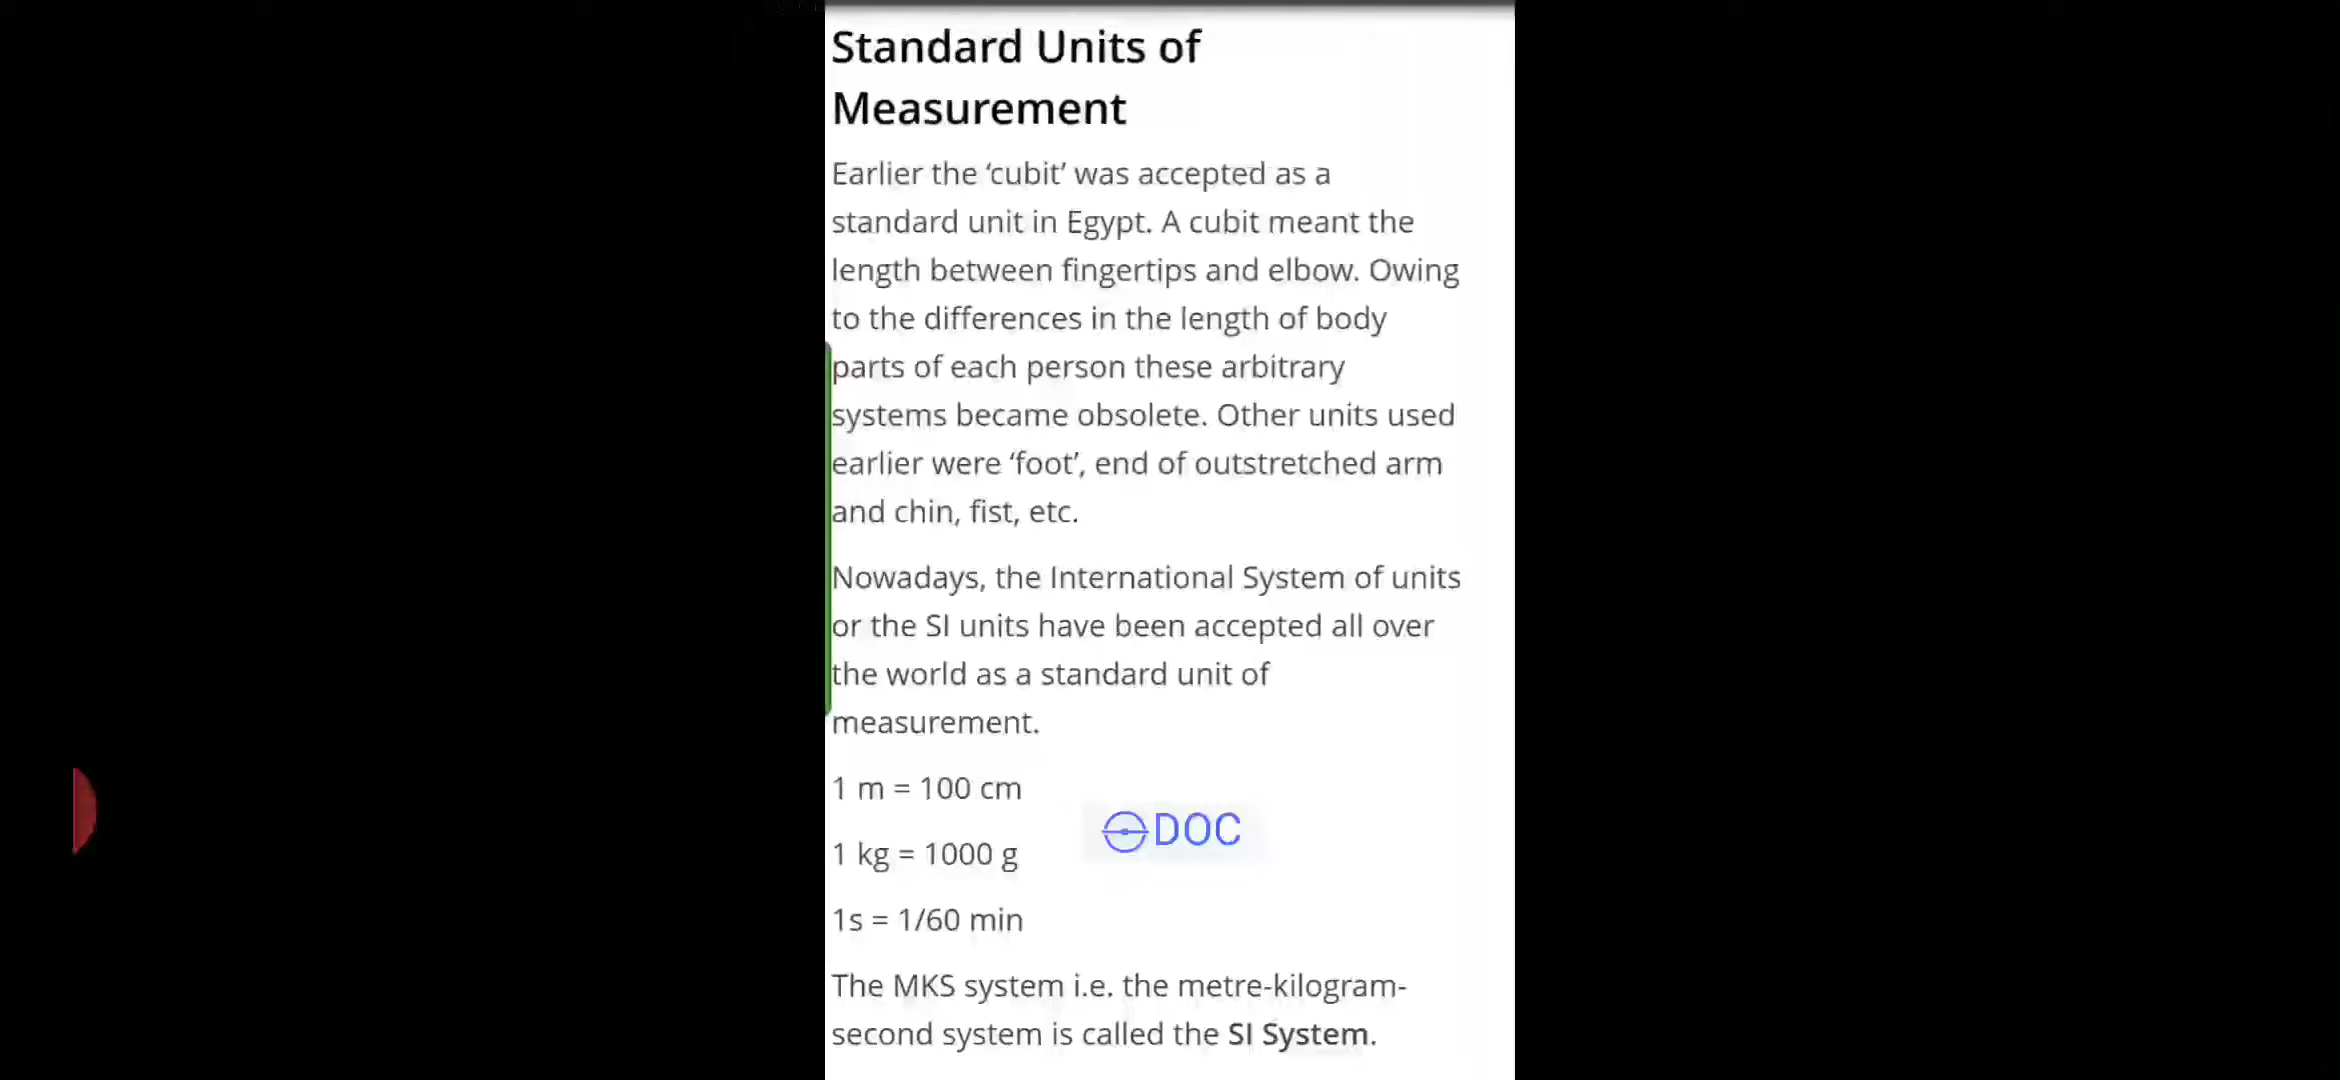 Standard Units of
Measurement
Earlier the ‘cubit’ was accepted as a
standard unit in Egypt. A cubit meant the
length between fingertips and elbow. Owing
to the differences in the length of body
parts of each person these arbitrary
systems became obsolete. Other units used
earlier were ‘foot’, end of outstretched arm
and chin, fist, etc.
Nowadays, the International System of units
or the SI units have been accepted all over
the world as a standard unit of
measurement.
1 m = 100 cm
DOC
1 kg = 1000 g
1s = 1/60 min
The MKS system i.e. the metre-kilogram-
second system is called the SI System.